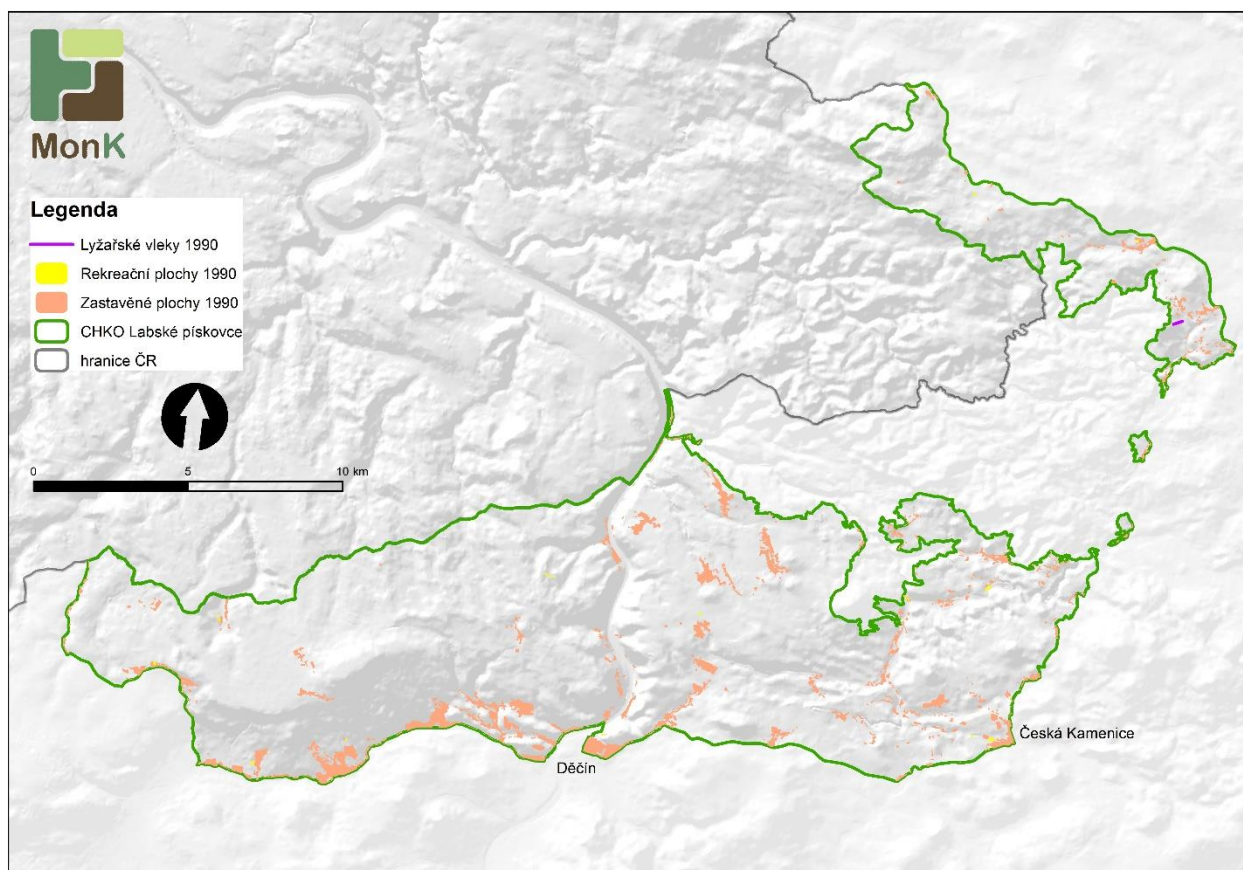 MonK
Legenda
Lyžařské vleky 1990
Rekreační plochy 1990
Zastavěné plochy 1990
CHKO Labské pískovce
hranice ČR
0 5 10 km
Česká Kamenice
Děčín